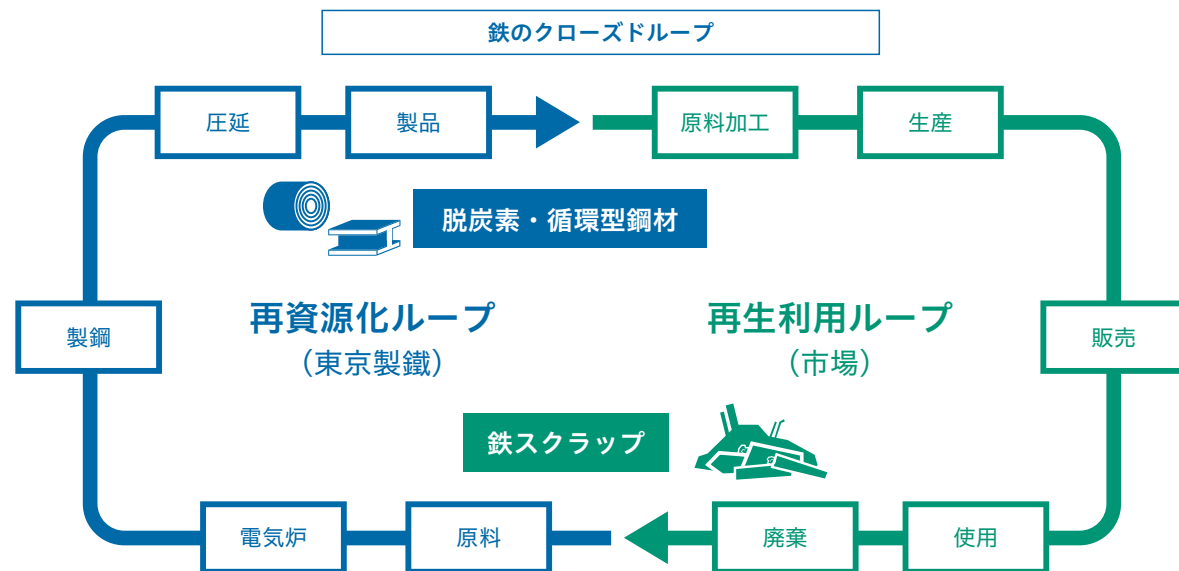 鉄のクローズドループ
圧延
製品
原料加工
生産
脱炭素・循環型鋼材
再資源化ループ
（東京製鐵）
再生利用ループ
（市場）
製鋼
販売
鉄スクラップ
電気炉
原料
廃棄
使用